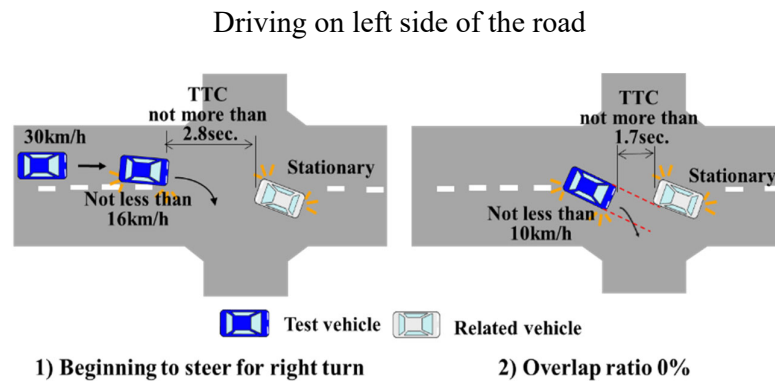 Driving on left side of the road
TTC
not more than
2.8sec.
30km/h
Stationary
Not less than
16km/h
TTC
not more than
1.7sec.
Stationary
Not less than
10km/h
Test vehicle
Related vehicle
1) Beginning to steer for right turn
2) Overlap ratio 0%